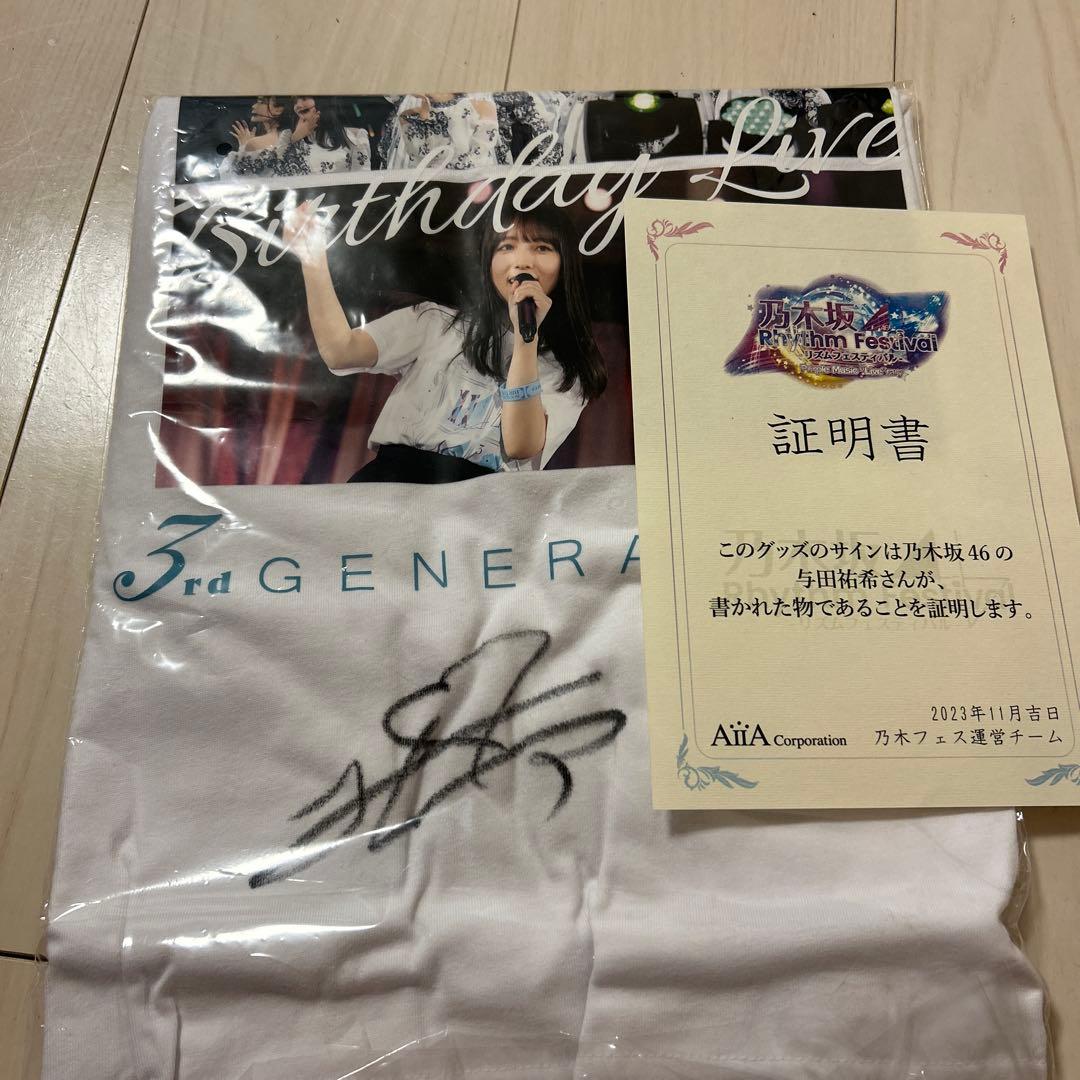 Birthday Live
3rd GENERA
乃木坂
Rhythm Festival
リズムフェスティバル
証明書
このグッズのサインは乃木坂46の
与田祐希さんが、
書かれた物であることを証明します。
2023年11月吉日
AiiA Corporation 乃木フェス運営チーム